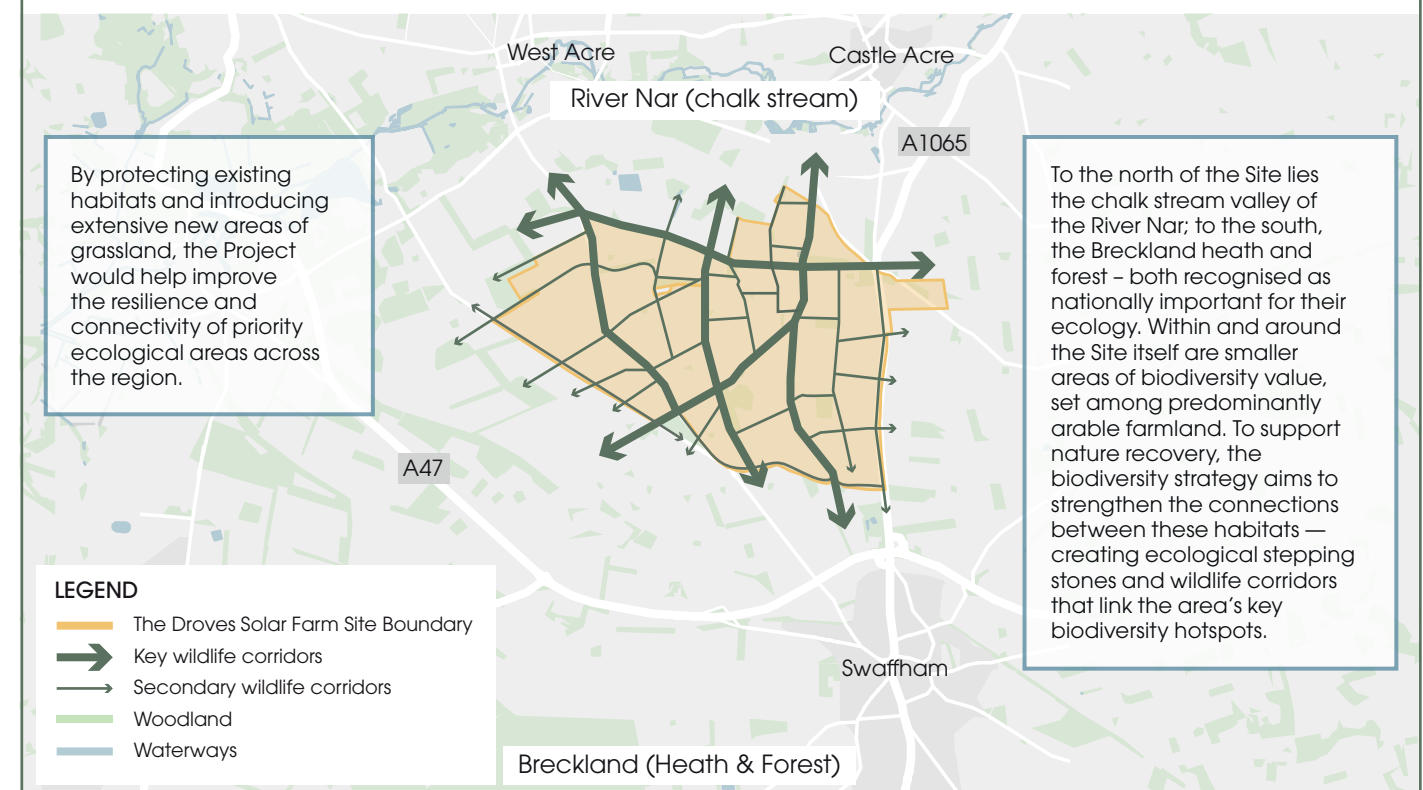 West Acre
Castle Acre
River Nar (chalk stream)
A1065
By protecting existing
habitats and introducing
extensive new areas of
grassland, the Project
would help improve
the resilience and
connectivity of priority
ecological areas across
the region.
To the north of the Site lies
the chalk stream valley of
the River Nar; to the south,
the Breckland heath and
forest – both recognised as
nationally important for their
ecology. Within and around
the Site itself are smaller
areas of biodiversity value,
set among predominantly
arable farmland. To support
nature recovery, the
biodiversity strategy aims to
strengthen the connections
between these habitats —
creating ecological stepping
stones and wildlife corridors
that link the area’s key
biodiversity hotspots.
A47
LEGEND
The Droves Solar Farm Site Boundary
Key wildlife corridors
Secondary wildlife corridors
Woodland
Waterways
Swaffham
Breckland (Heath & Forest)